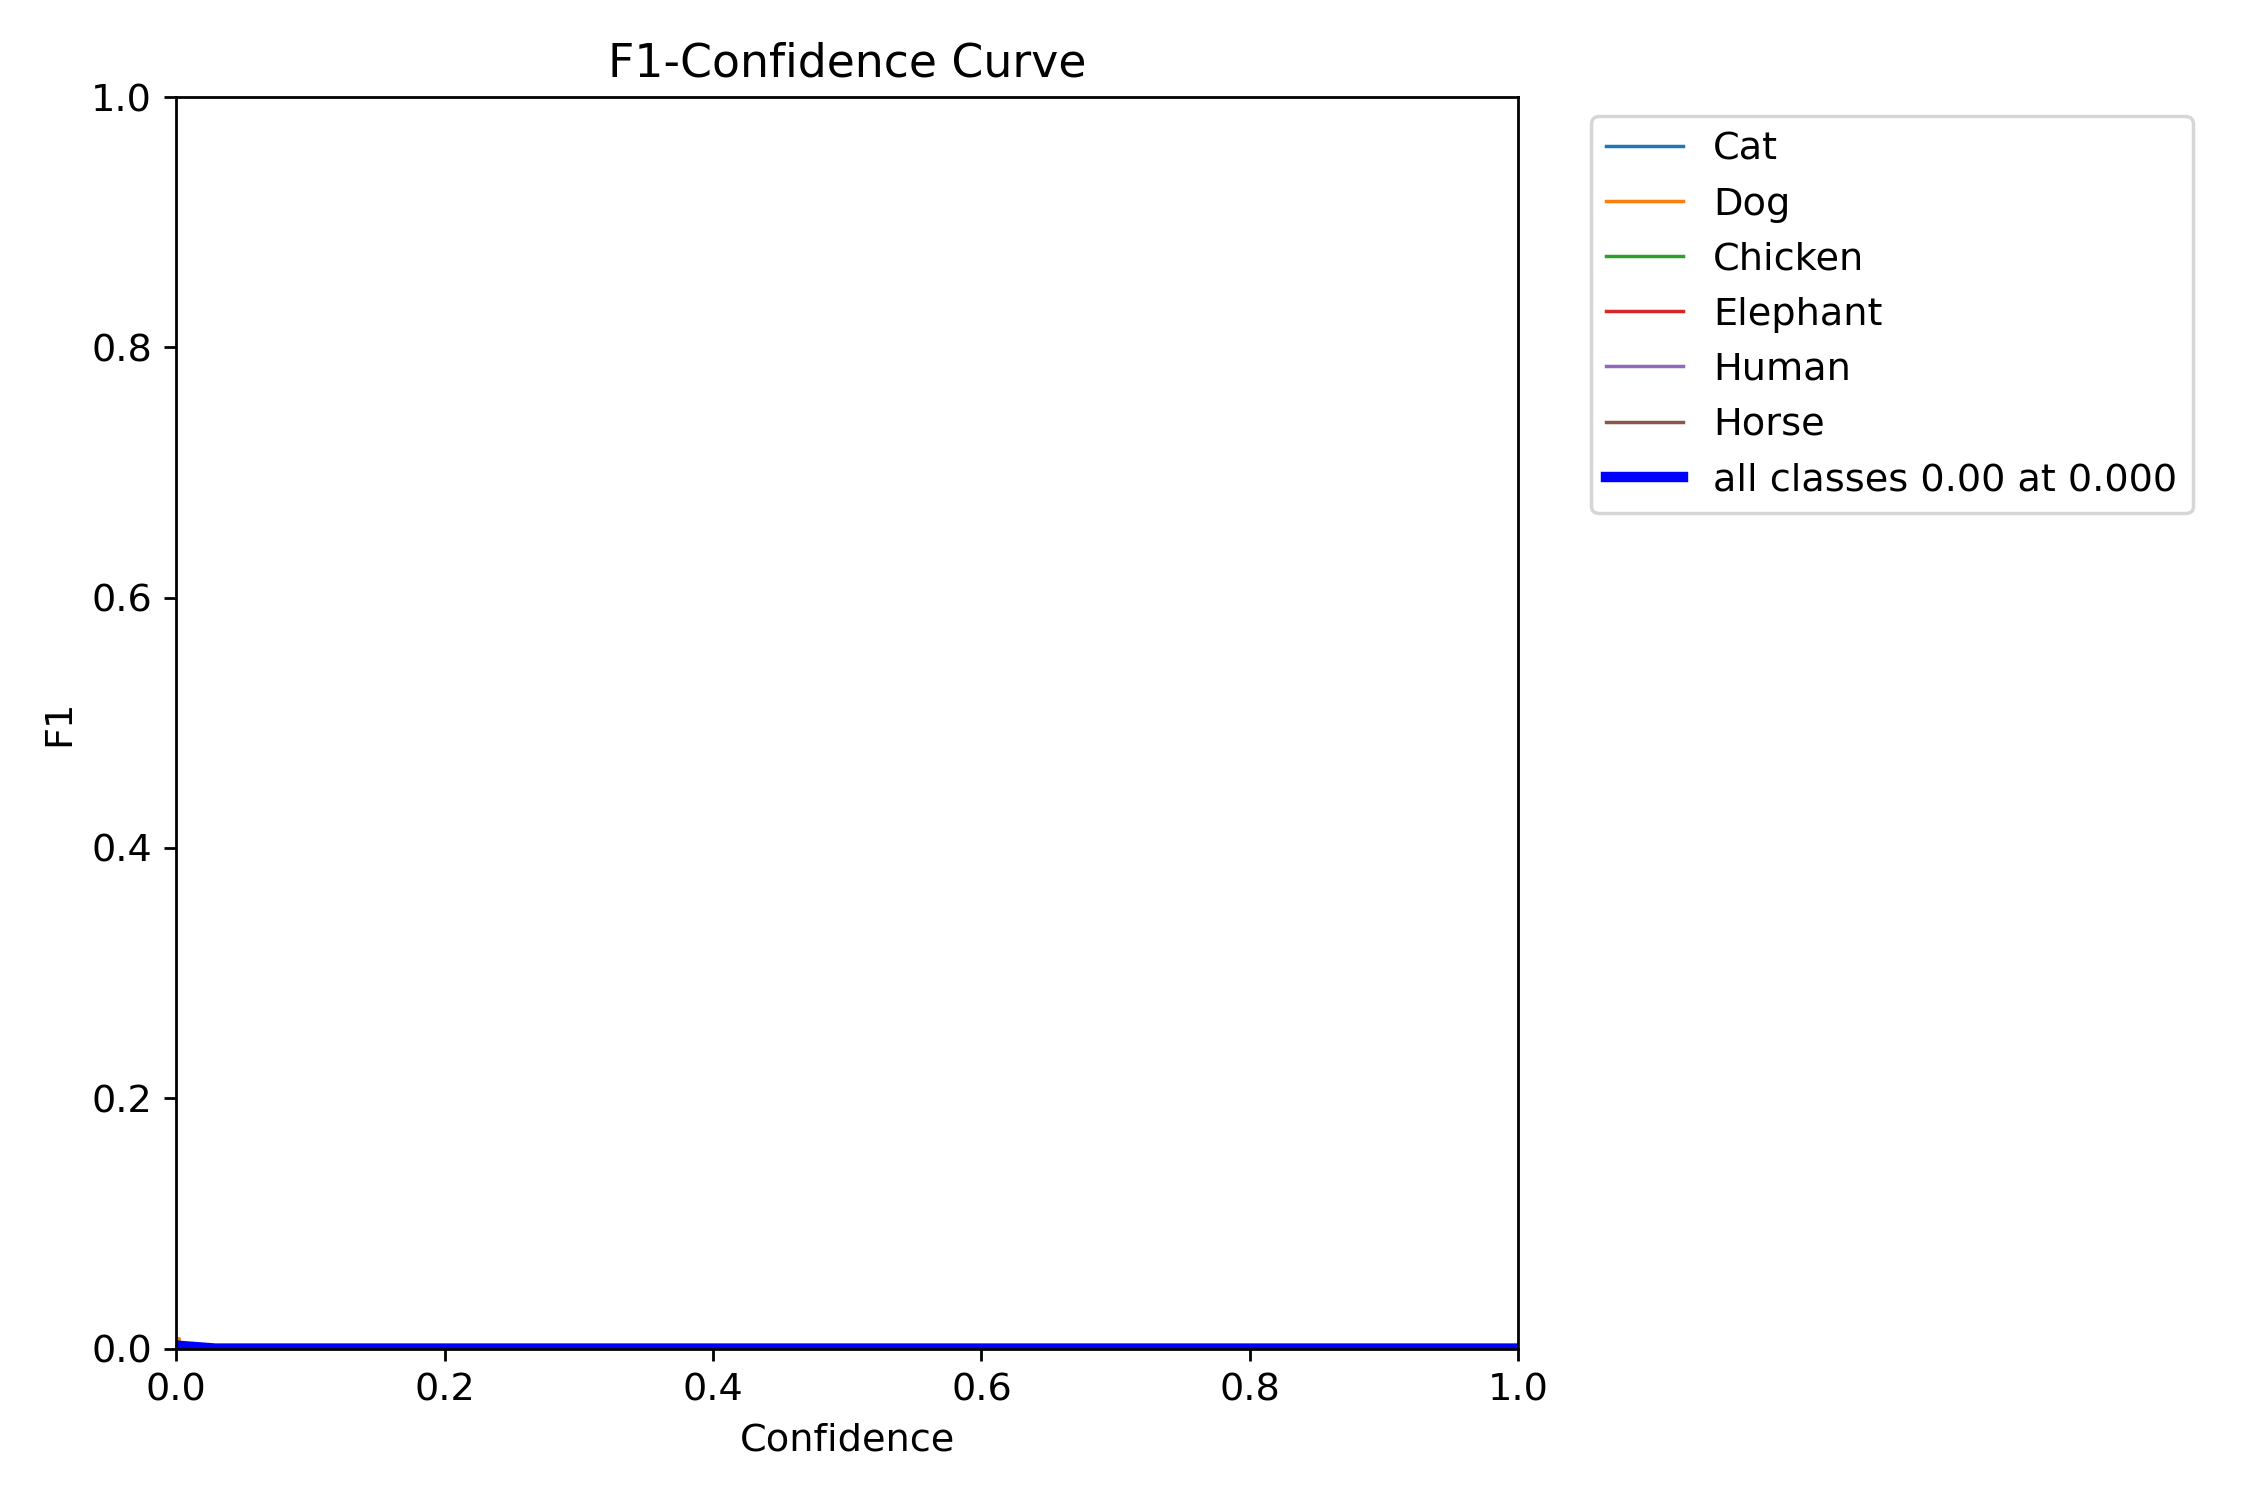 F1-Confidence Curve
1.0
0.8
0.6
0.4
0.2
0.0
F1
0.0 0.2 0.4 0.6 0.8 1.0
Confidence
Cat
Dog
Chicken
Elephant
Human
Horse
all classes 0.00 at 0.000